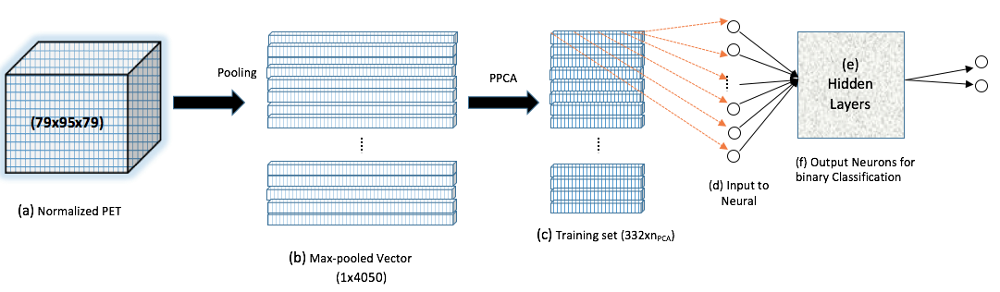 (79x95x79)
(a) Normalized PET
Pooling
(b) Max-pooled Vector
(1x4050)
PPCA
(c) Training set (332xnPCA)
(d) Input to
Neural
(e)
Hidden
Layers
(f) Output Neurons for
binary Classification